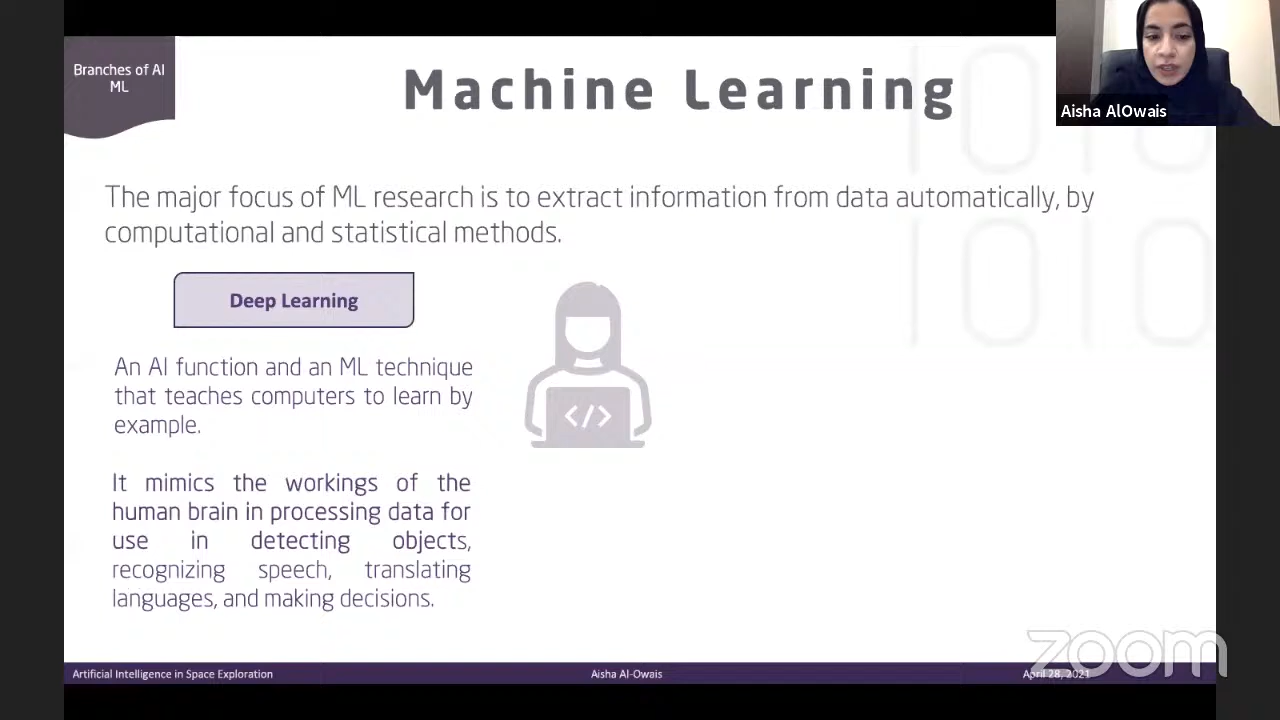 Branches of AI
ML
Machine Learning
Aisha AlOwais
The major focus of ML research is to extract information from data automatically, by
computational and statistical methods.
Deep Learning
An AI function and an ML technique
that teaches computers to learn by
example.
It mimics the workings of the
human brain in processing data for
use in detecting objects,
recognizing speech, translating
languages, and making decisions.
</>
zoom
Artificial Intelligence in Space Exploration
Aisha Al-Owais
April 28, 2021